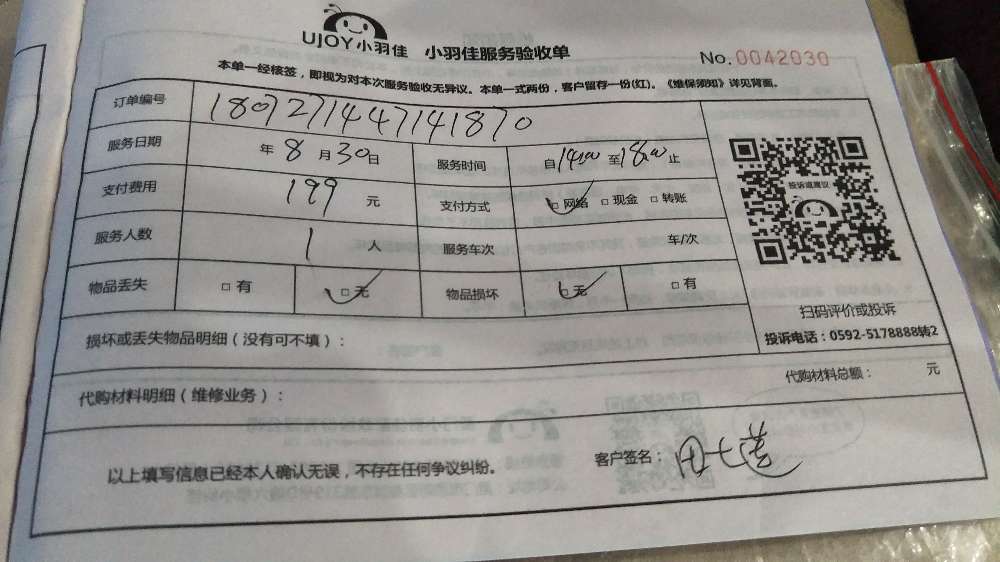 UJOY小羽佳 小羽佳服务验收单 No.0042030
本单一经核签，即视为对本次服务验收无异议。本单一式两份，客户留存一份(红)。《维保须知》详见背面。
订单编号 1807271447141870
服务日期 年 8 月 30 日 服务时间 自 14:00 至 18:00 止
支付费用 199 元 支付方式 □网络 □现金 □转账
服务人数 1 人 服务车次 车/次
物品丢失 □有 □无 物品损坏 □无 □有
投诉或建议
扫码评价或投诉
投诉电话：0592-5178888转2
损坏或丢失物品明细（没有可不填）：
代购材料明细（维修业务）： 代购材料总额： 元
以上填写信息已经本人确认无误，不存在任何争议纠纷。 客户签名：